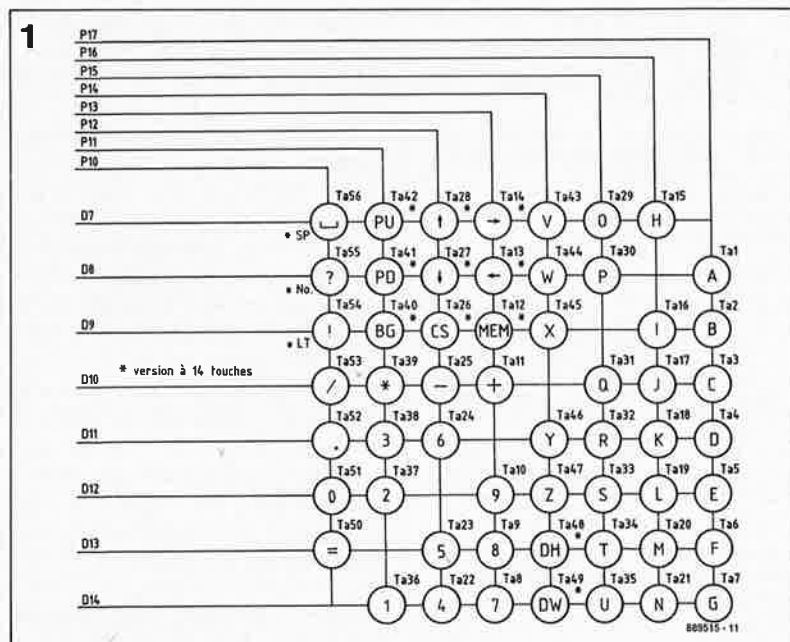 1
P17
P16
P15
P14
P13
P12
P11
P10
Ta56 Ta42 Ta28 Ta14 Ta43 Ta29 Ta15
D7 * SP PU * ↑ * → * V O H
Ta55 Ta41 Ta27 Ta13 Ta44 Ta30 Ta1
D8 * No. ? PD * ↓ * ← * W P A
Ta54 Ta40 Ta26 Ta12 Ta45 Ta16 Ta2
D9 * LT ! BG * CS * MEM * X I B
Ta53 Ta39 Ta25 Ta11 Ta31 Ta17 Ta3
D10 * version à 14 touches / * - + Q J C
Ta52 Ta38 Ta24 Ta46 Ta32 Ta18 Ta4
D11 . 3 6 Y R K D
Ta51 Ta37 Ta10 Ta47 Ta33 Ta19 Ta5
D12 0 2 9 Z S L E
Ta50 Ta23 Ta9 Ta48 Ta34 Ta20 Ta6
D13 = 5 8 DH * T M F
Ta36 Ta22 Ta8 Ta49 Ta35 Ta21 Ta7
D14 1 4 7 DW * U N G
889515 - 11